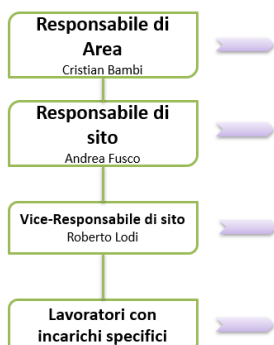 Responsabile di
Area
Cristian Bambi
Responsabile di
sito
Andrea Fusco
Vice-Responsabile di sito
Roberto Lodi
Lavoratori con
incarichi specifici